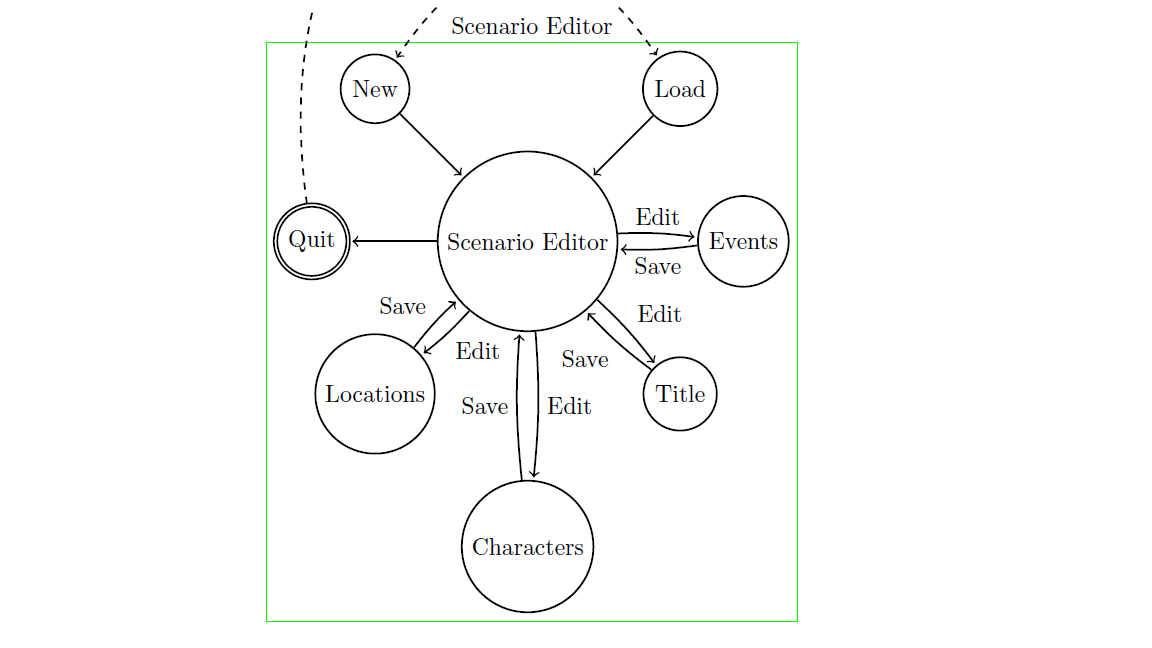 Scenario Editor
New
Load
Edit
Quit
Scenario Editor
Events
Save
Save
Edit
Edit
Save
Locations
Title
Save
Edit
Characters